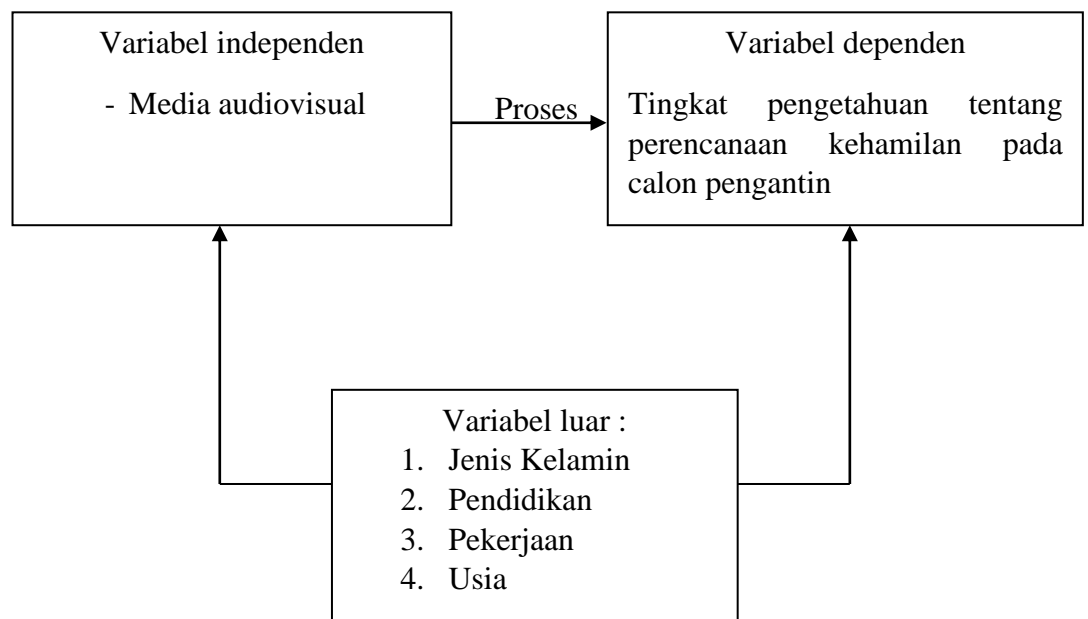 Variabel independen
- Media audiovisual
Proses
Variabel dependen
Tingkat pengetahuan tentang
perencanaan kehamilan pada
calon pengantin
Variabel luar :
1. Jenis Kelamin
2. Pendidikan
3. Pekerjaan
4. Usia